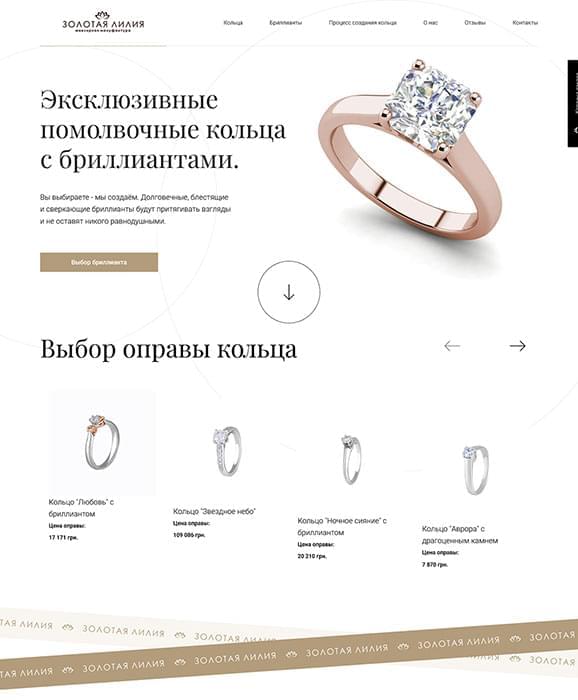 ЗОЛОТАЯ ЛИЛИЯ
ювелирная мануфактура
Кольца
Бриллианты
Процесс создания кольца
О нас
Отзывы
Контакты
Эксклюзивные
помолвочные кольца
с бриллиантами.
Вы выбираете - мы создаём. Долговечные, блестящие
и сверкающие бриллианты будут притягивать взгляды
и не оставят никого равнодушными.
Выбор бриллианта
Выбор оправы кольца
Кольцо "Любовь" с
бриллиантом
Цена оправы:
17 171 грн.
Кольцо "Звездное небо"
Цена оправы:
109 086 грн.
Кольцо "Ночное сияние" с
бриллиантом
Цена оправы:
20 210 грн.
Кольцо "Аврора" с
драгоценным камнем
Цена оправы:
7 870 грн.
ТАЯ ЛИЛИЯ ЗОЛОТАЯ ЛИЛИЯ ЗОЛОТАЯ
ЗОЛОТАЯ ЛИЛИЯ ЗОЛОТАЯ ЛИЛИЯ ЗОЛОТАЯ ЛИЛИЯ ЗОЛОТАЯ ЛИЛИЯ